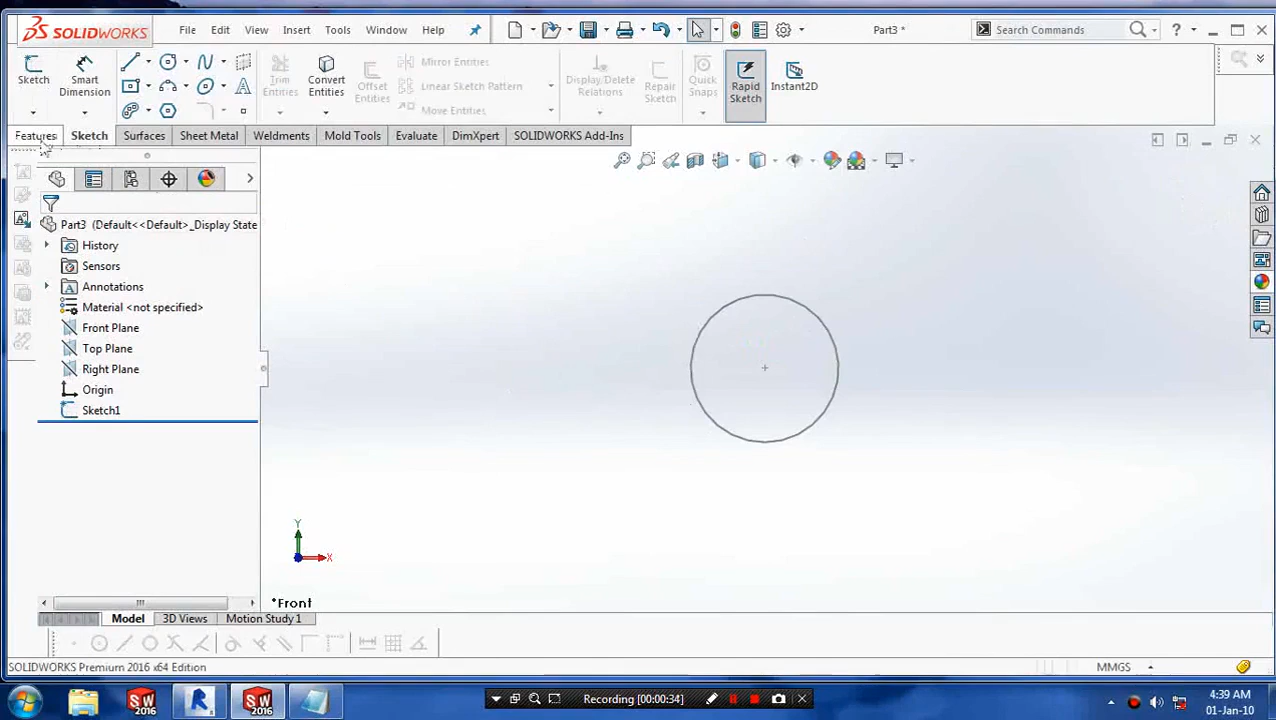 SOLIDWORKS File Edit View Insert Tools Window Help Part3 * Search Commands
Sketch Smart Dimension Trim Entities Convert Entities Offset Entities Mirror Entities Linear Sketch Pattern Move Entities Display/Delete Relations Repair Sketch Quick Snaps Rapid Sketch Instant2D
Features Sketch Surfaces Sheet Metal Weldments Mold Tools Evaluate DimXpert SOLIDWORKS Add-Ins
Part3 (Default<<Default>_Display State
History
Sensors
Annotations
Material <not specified>
Front Plane
Top Plane
Right Plane
Origin
Sketch1
Y
X
*Front
Model 3D Views Motion Study 1
SOLIDWORKS Premium 2016 x64 Edition MMGS
SW 2016 R SW 2016 Recording [00:00:34] 4:39 AM
01-Jan-10